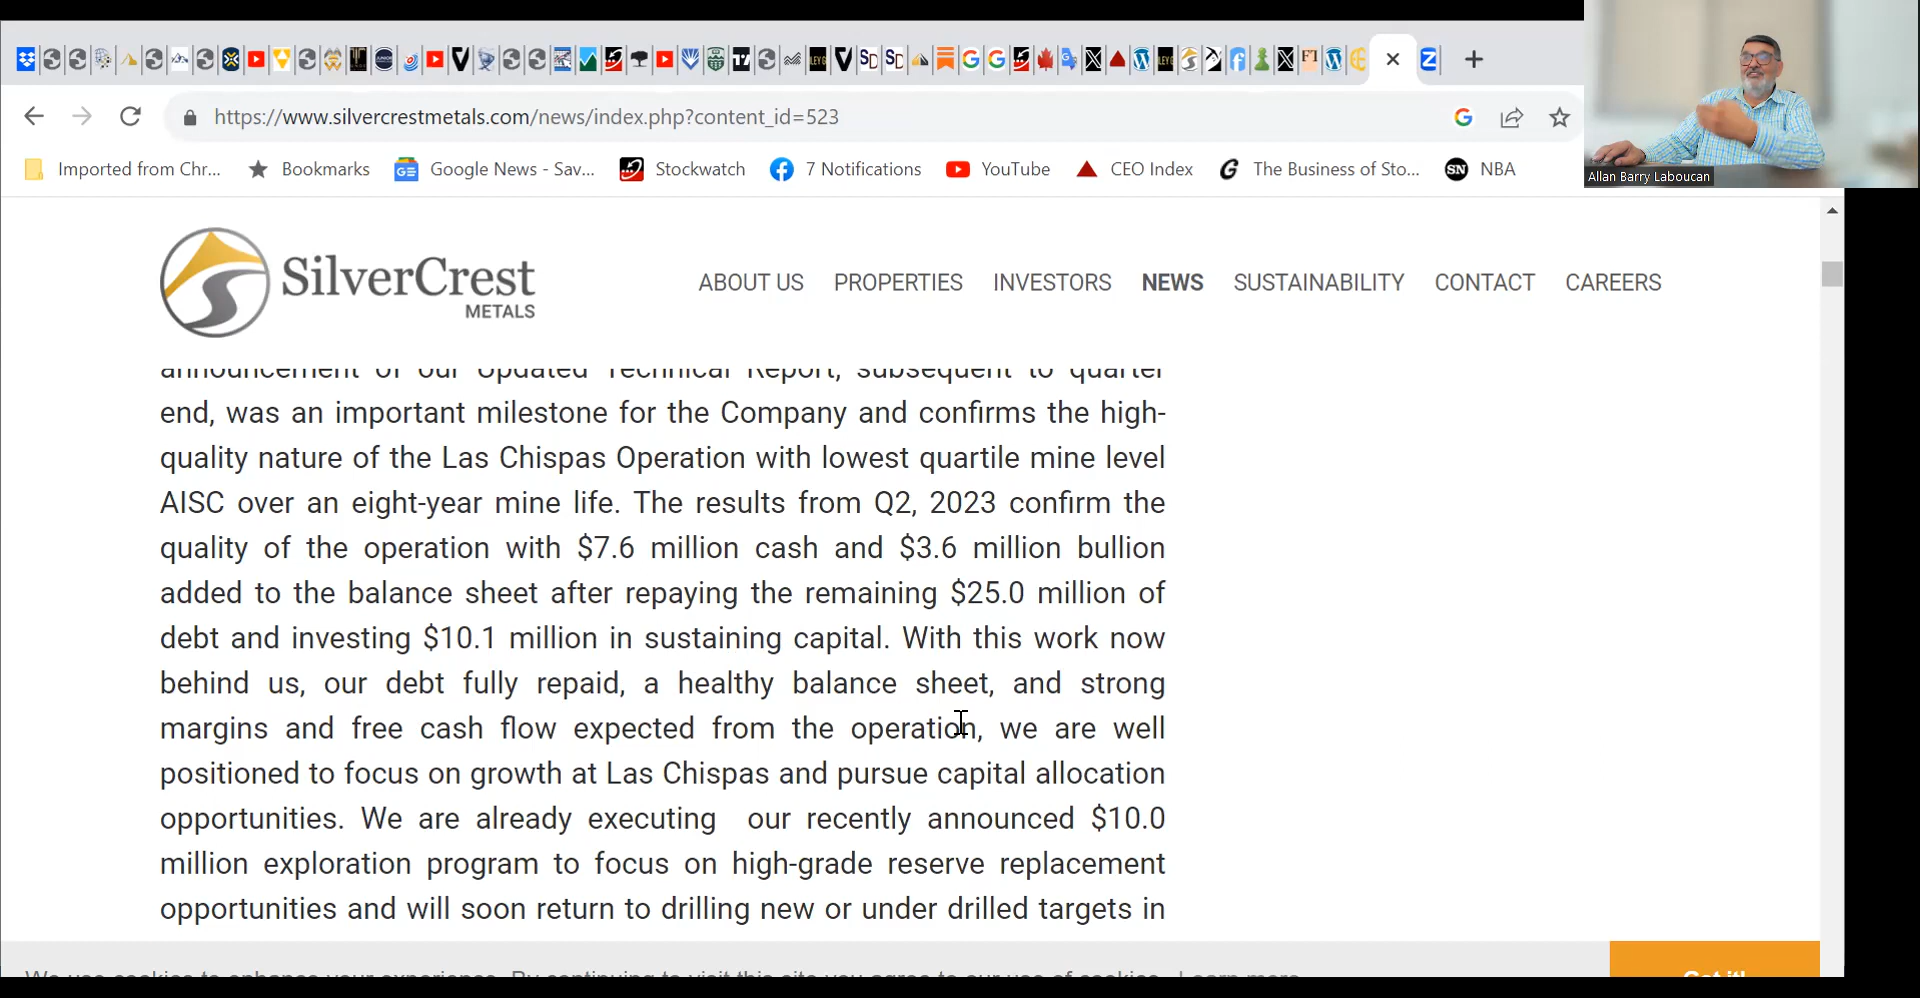 https://www.silvercrestmetals.com/news/index.php?content_id=523
Imported from Chr... Bookmarks Google News - Sav... Stockwatch 7 Notifications YouTube CEO Index The Business of Sto... NBA
Allan Barry Laboucan
SilverCrest
METALS
ABOUT US PROPERTIES INVESTORS NEWS SUSTAINABILITY CONTACT CAREERS
announcement of our Updated Technical Report, subsequent to quarter
end, was an important milestone for the Company and confirms the high-
quality nature of the Las Chispas Operation with lowest quartile mine level
AISC over an eight-year mine life. The results from Q2, 2023 confirm the
quality of the operation with $7.6 million cash and $3.6 million bullion
added to the balance sheet after repaying the remaining $25.0 million of
debt and investing $10.1 million in sustaining capital. With this work now
behind us, our debt fully repaid, a healthy balance sheet, and strong
margins and free cash flow expected from the operation, we are well
positioned to focus on growth at Las Chispas and pursue capital allocation
opportunities. We are already executing our recently announced $10.0
million exploration program to focus on high-grade reserve replacement
opportunities and will soon return to drilling new or under drilled targets in
We use cookies to enhance your experience. By continuing to visit this site you agree to our use of cookies. Learn more
Got it!